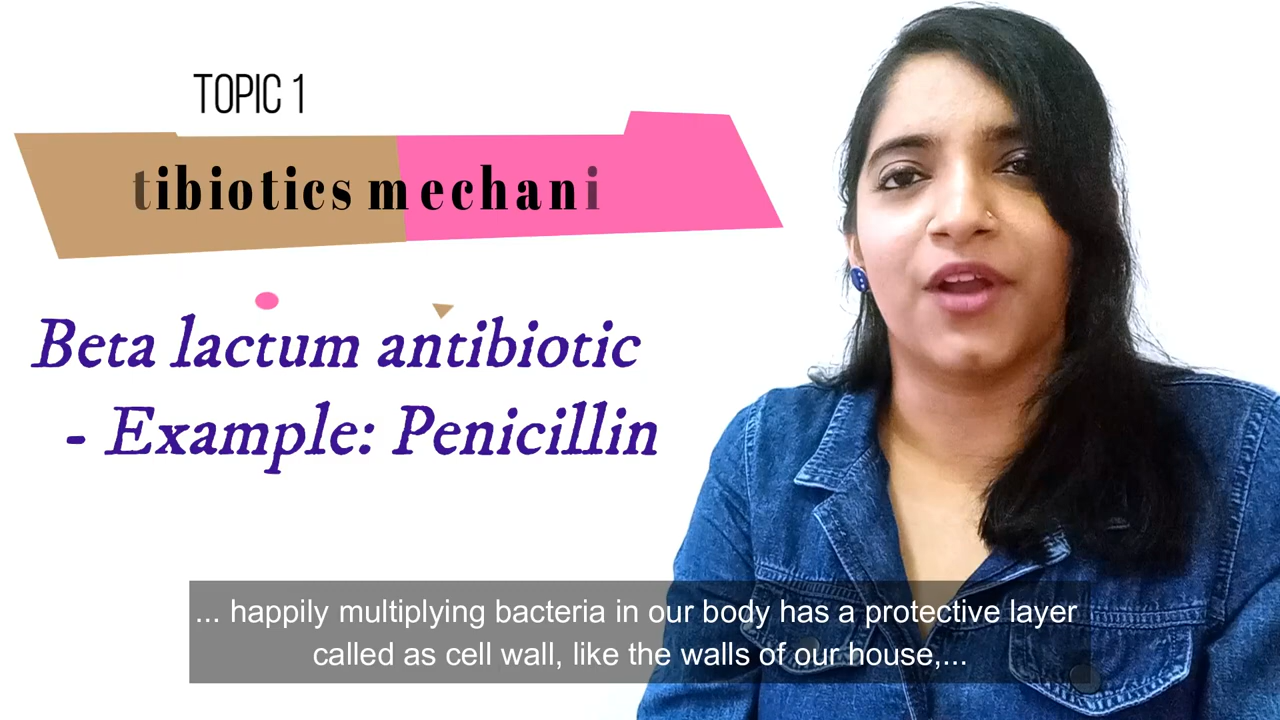 TOPIC 1
tibiotics mechani
Beta lactum antibiotic
- Example: Penicillin
... happily multiplying bacteria in our body has a protective layer
called as cell wall, like the walls of our house,...